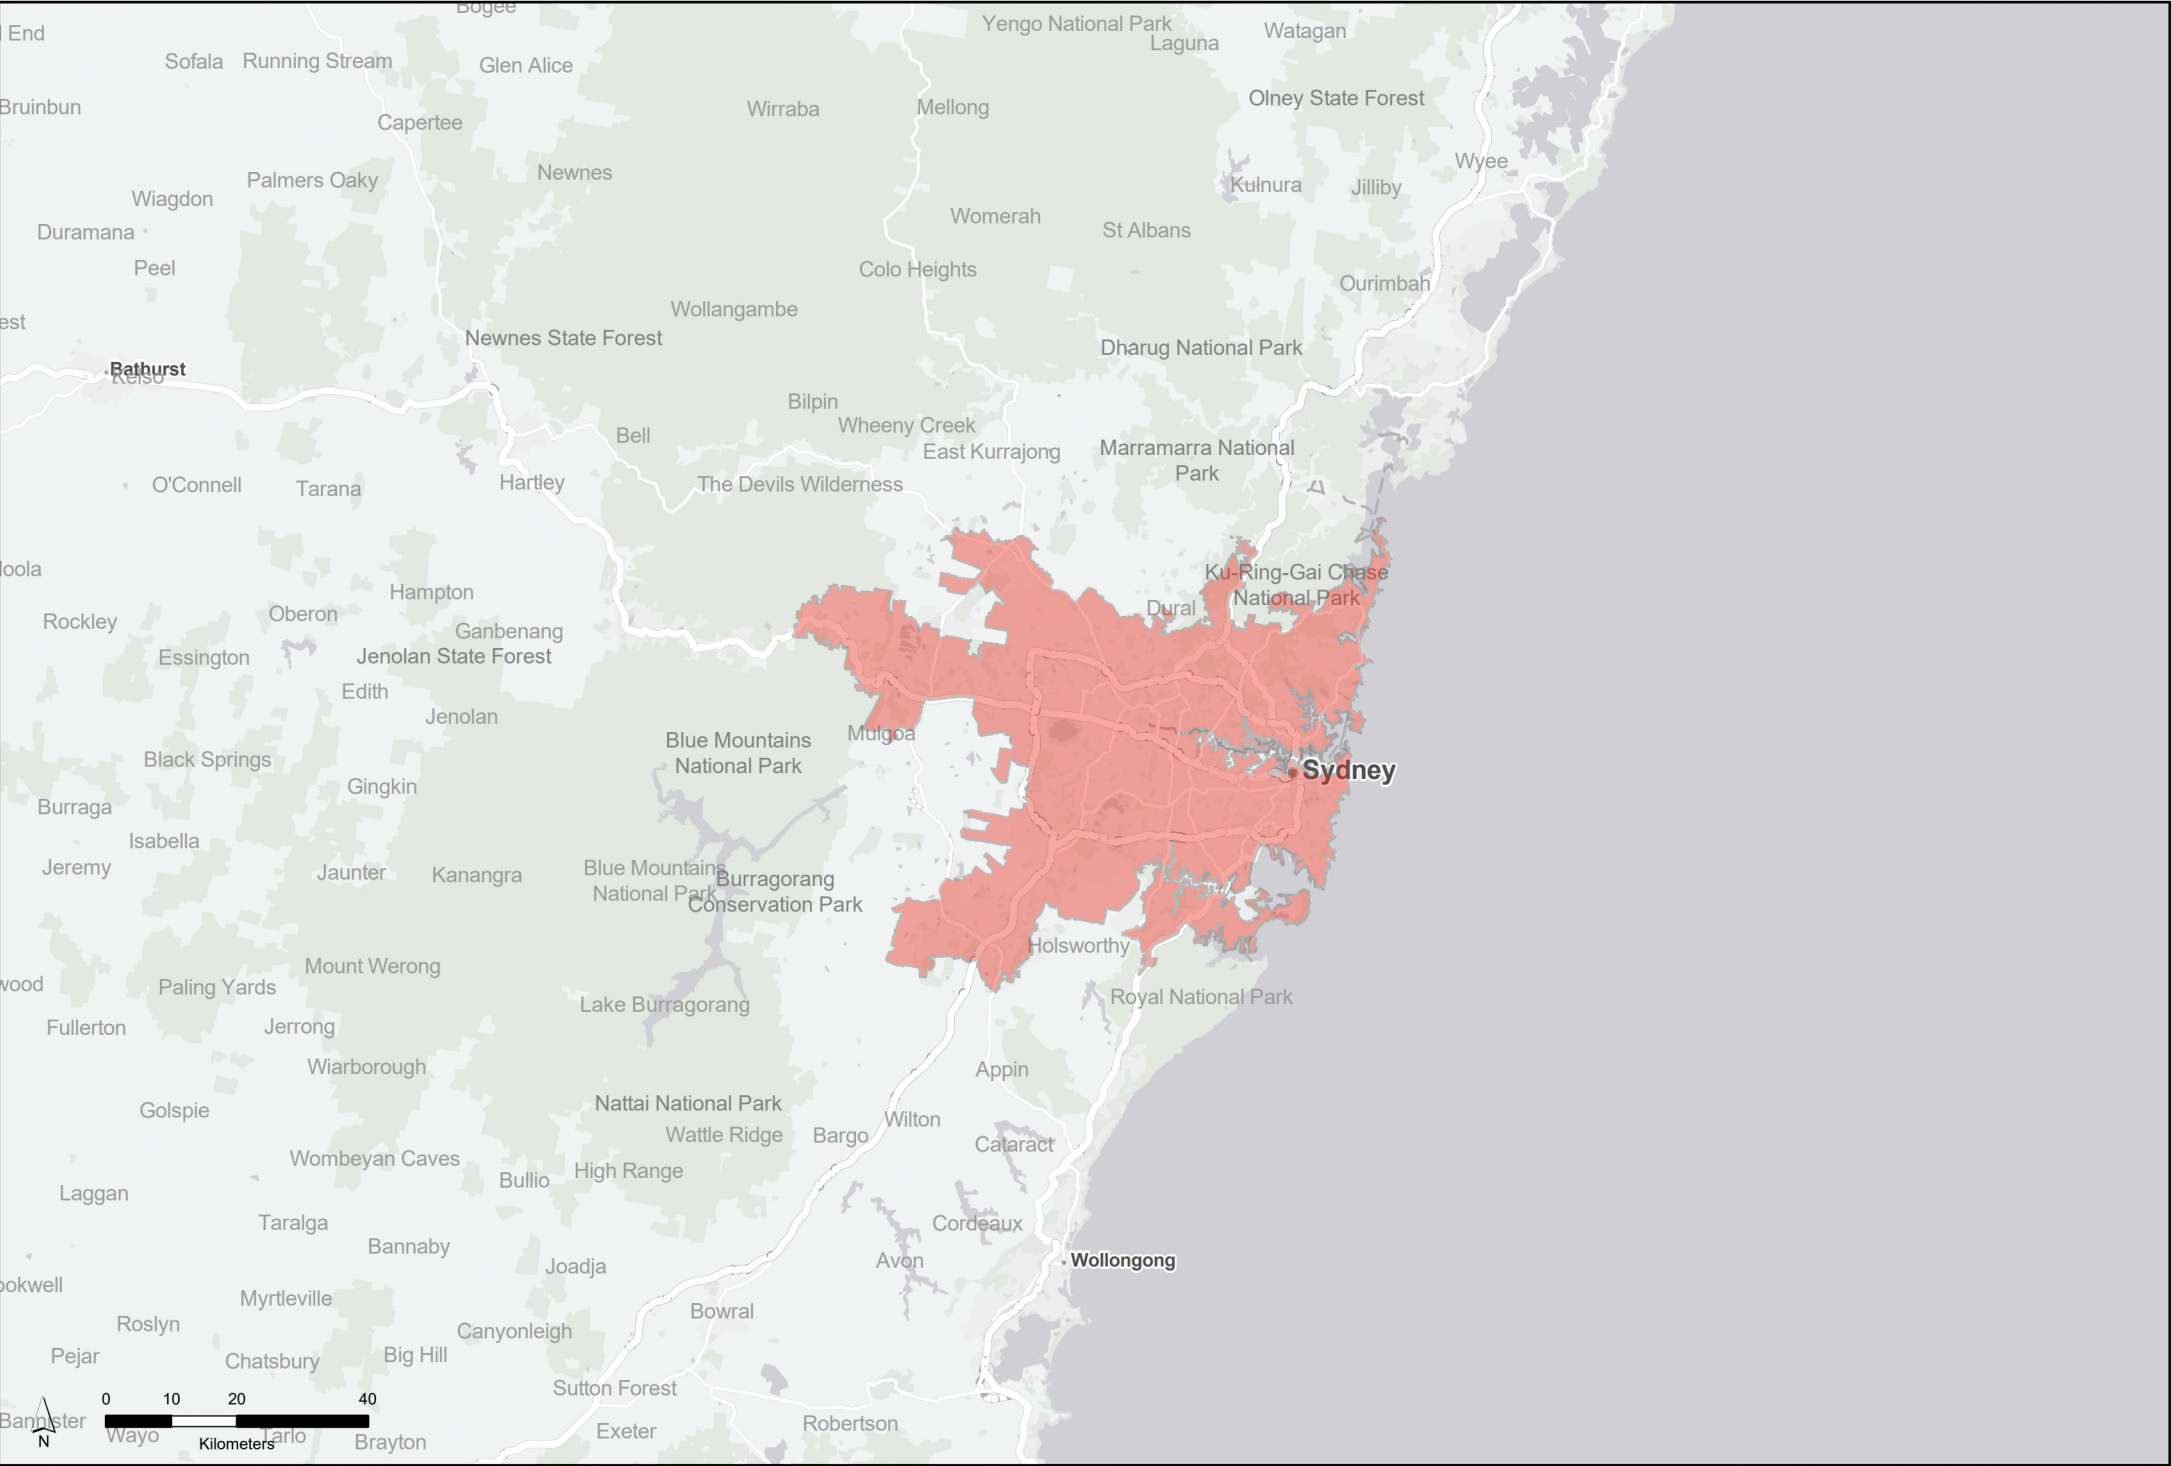 Bogee
Yengo National Park
End
Laguna
Watagan
Sofala
Running Stream
Glen Alice
Bruinbun
Wirraba
Mellong
Olney State Forest
Capertee
Wyee
Newnes
Palmers Oaky
Kulnura
Jilliby
Wiagdon
Womerah
Duramana
St Albans
Peel
Colo Heights
Ourimbah
Wollangambe
est
Newnes State Forest
Dharug National Park
Bathurst
Kelso
Bilpin
Wheeny Creek
Bell
East Kurrajong
Marramarra National
Park
O'Connell
Tarana
Hartley
The Devils Wilderness
loola
Hampton
Ku-Ring-Gai Chase
National Park
Dural
Rockley
Oberon
Ganbenang
Essington
Jenolan State Forest
Edith
Jenolan
Mulgoa
Blue Mountains
National Park
Black Springs
Sydney
Gingkin
Burraga
Isabella
Jeremy
Jaunter
Kanangra
Blue Mountains
National Park
Burragorang
Conservation Park
Holsworthy
Mount Werong
wood
Paling Yards
Lake Burragorang
Royal National Park
Fullerton
Jerrong
Wiarborough
Appin
Golspie
Nattai National Park
Wattle Ridge
Bargo
Wilton
Cataract
Wombeyan Caves
Bullio
High Range
Laggan
Taralga
Cordeaux
Bannaby
Joadja
Avon
Wollongong
ookwell
Myrtleville
Roslyn
Bowral
Canyonleigh
Pejar
Chatsbury
Big Hill
Sutton Forest
0 10 20 40
Bannister
N
Wayo
Kilometers
Tarlo
Brayton
Exeter
Robertson